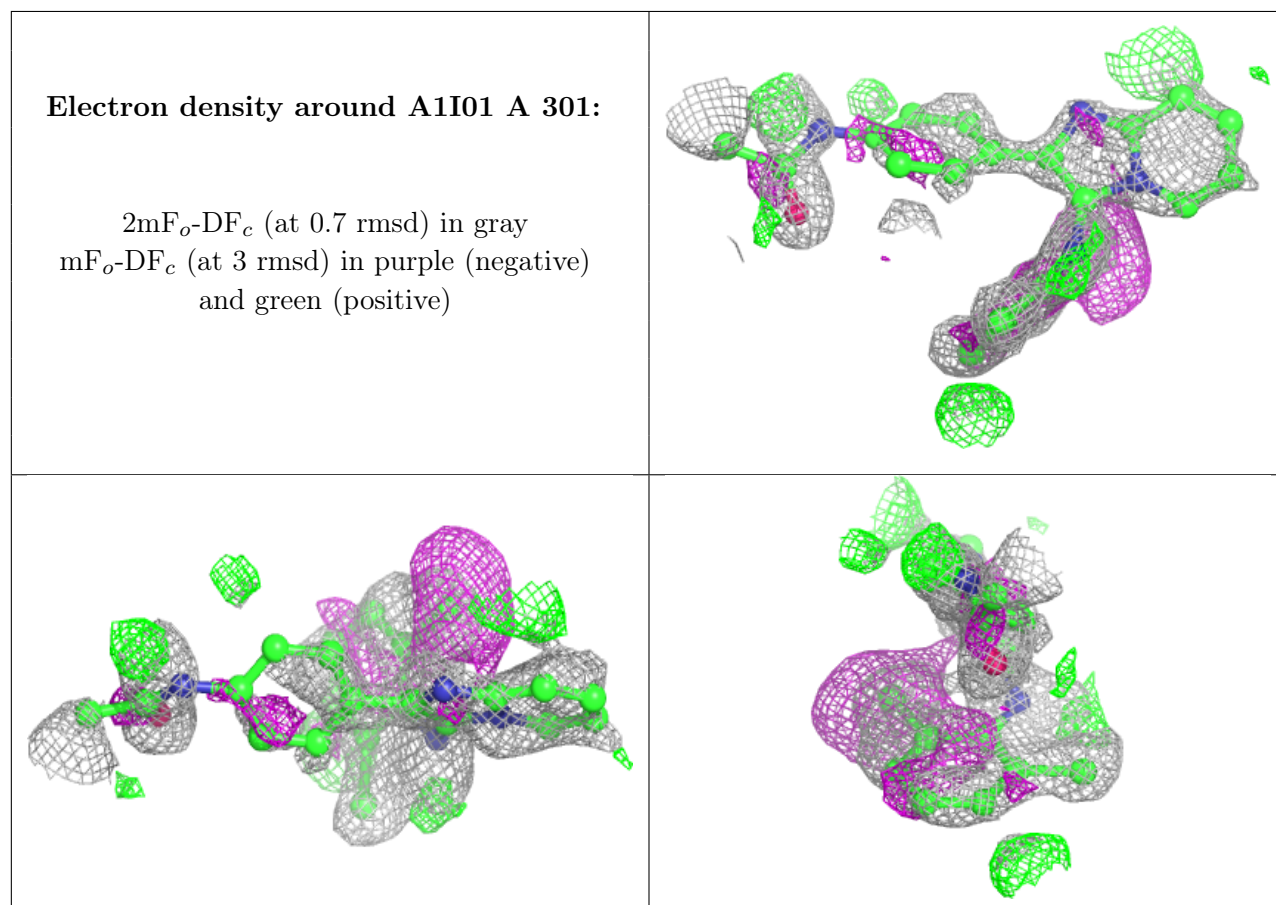 Electron density around A1I01 A 301:
2mFₒ-DF𝒸 (at 0.7 rmsd) in gray
mFₒ-DF𝒸 (at 3 rmsd) in purple (negative)
and green (positive)